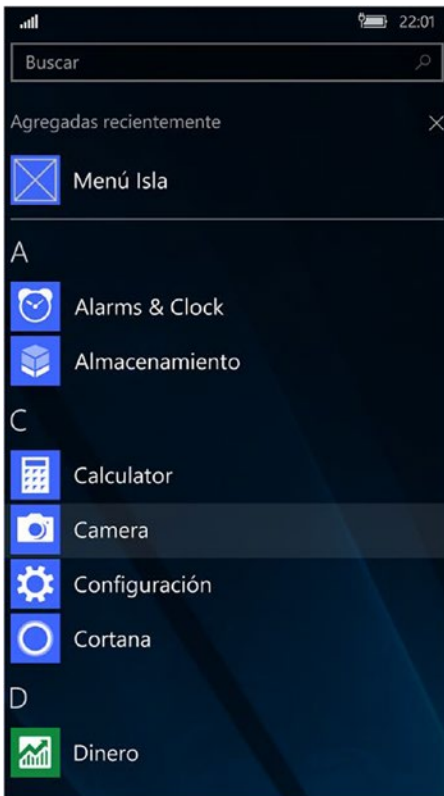 22:01
Buscar
Agregadas recientemente
Menú Isla
A
Alarms & Clock
Almacenamiento
C
Calculator
Camera
Configuración
Cortana
D
Dinero